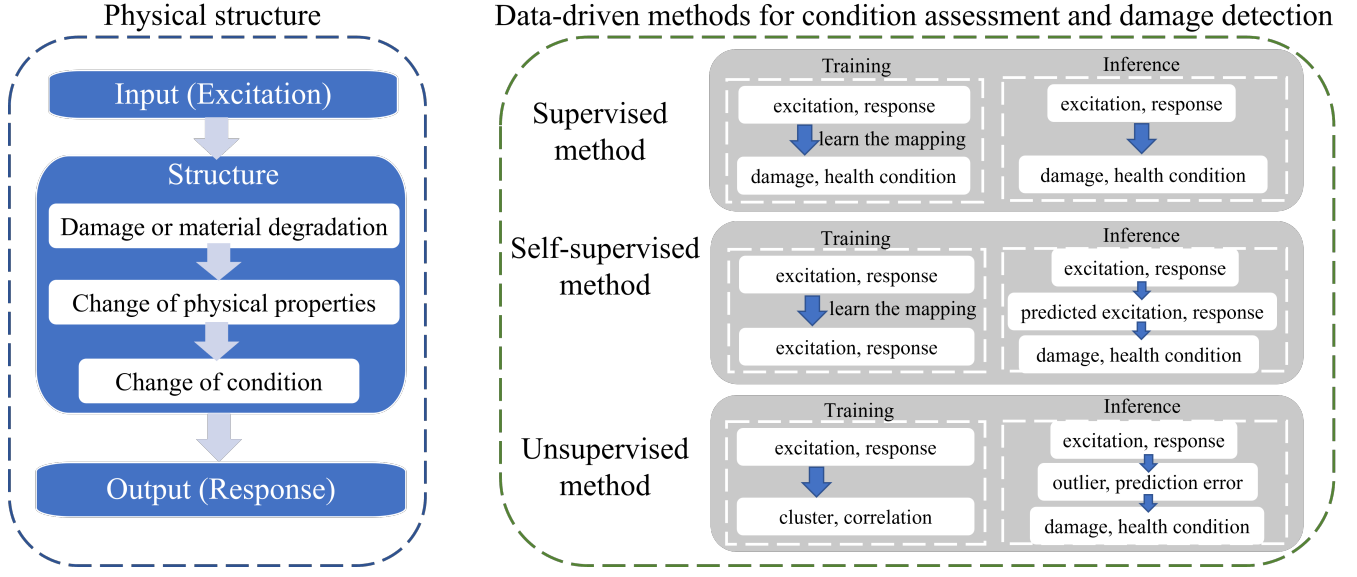 Physical structure
Input (Excitation)
Structure
Damage or material degradation
Change of physical properties
Change of condition
Output (Response)
Data-driven methods for condition assessment and damage detection
Supervised
method
Training
excitation, response
learn the mapping
damage, health condition
Inference
excitation, response
damage, health condition
Self-supervised
method
Training
excitation, response
learn the mapping
excitation, response
Inference
excitation, response
predicted excitation, response
damage, health condition
Unsupervised
method
Training
excitation, response
cluster, correlation
Inference
excitation, response
outlier, prediction error
damage, health condition